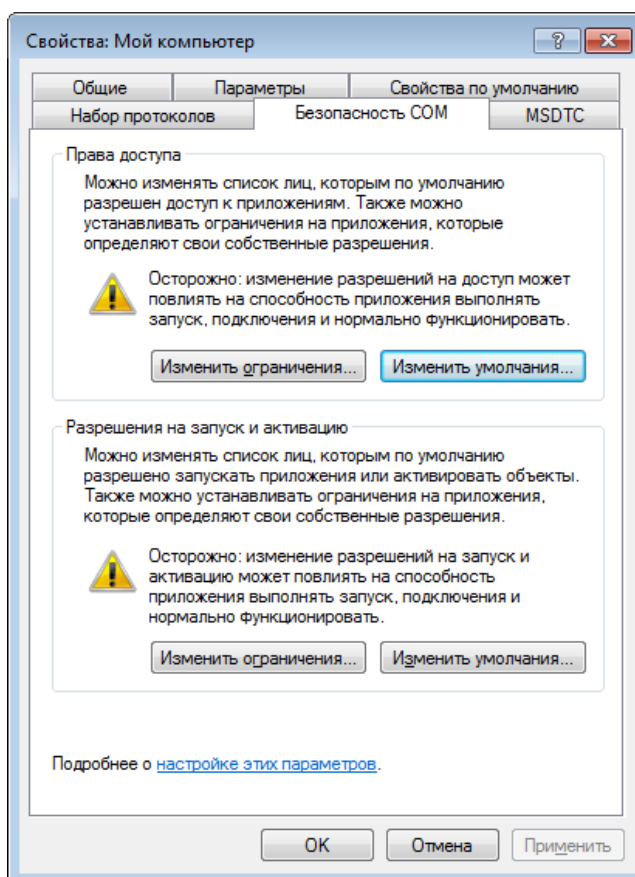 Свойства: Мой компьютер
Общие Параметры Свойства по умолчанию
Набор протоколов Безопасность COM MSDTC
Права доступа
Можно изменять список лиц, которым по умолчанию
разрешен доступ к приложениям. Также можно
устанавливать ограничения на приложения, которые
определяют свои собственные разрешения.
Осторожно: изменение разрешений на доступ может
повлиять на способность приложения выполнять
запуск, подключения и нормально функционировать.
Изменить ограничения... Изменить умолчания...
Разрешения на запуск и активацию
Можно изменять список лиц, которым по умолчанию
разрешено запускать приложения или активировать объекты.
Также можно устанавливать ограничения на приложения,
которые определяют свои собственные разрешения.
Осторожно: изменение разрешений на запуск и
активацию может повлиять на способность
приложения выполнять запуск, подключения и
нормально функционировать.
Изменить ограничения... Изменить умолчания...
Подробнее о настройке этих параметров.
OK Отмена Применить